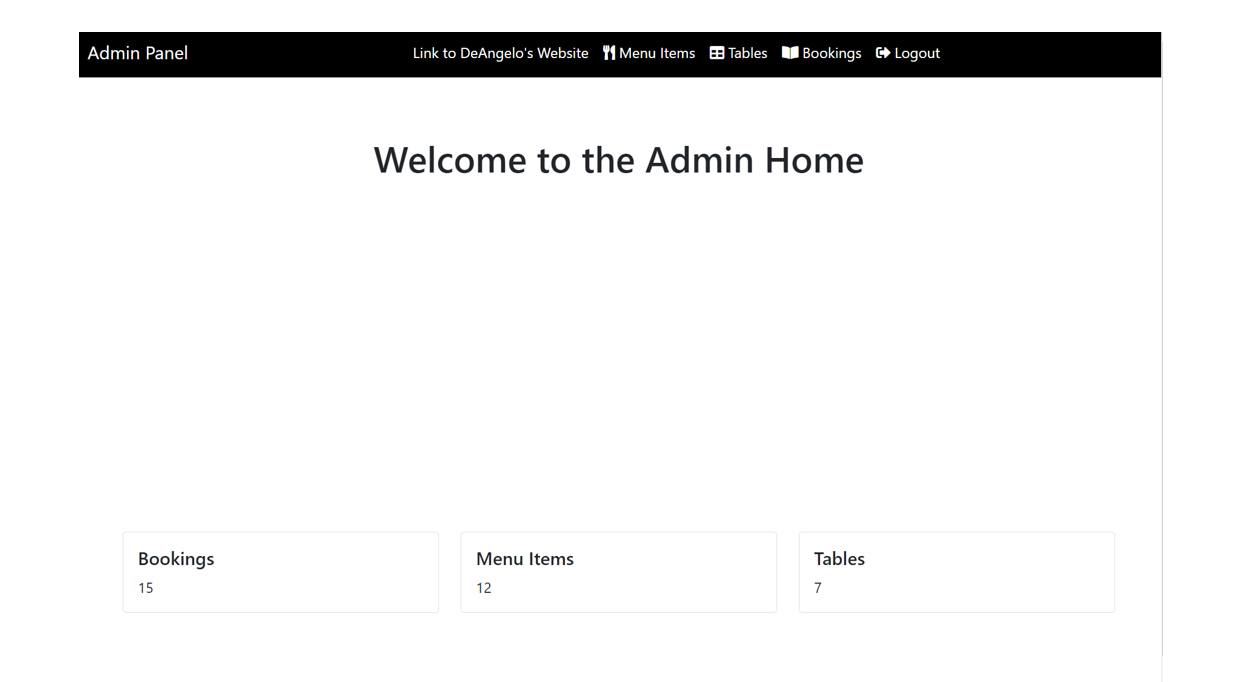 Admin Panel Link to DeAngelo's Website Menu Items Tables Bookings Logout
Welcome to the Admin Home
Bookings
15
Menu Items
12
Tables
7